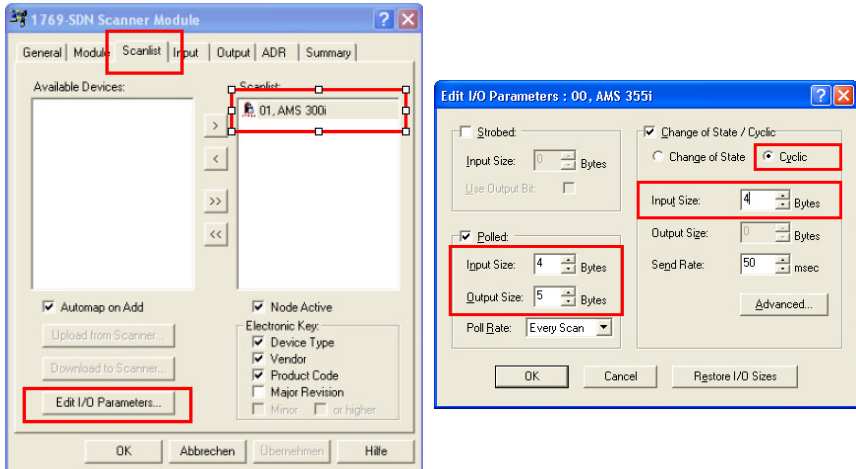 1769-SDN Scanner Module
General Module Scanlist Input Output ADR Summary
Available Devices:
Scanlist:
01, AMS 300i
>
<
>>
<<
Automap on Add
Node Active
Upload from Scanner...
Download to Scanner...
Edit I/O Parameters...
Electronic Key:
Device Type
Vendor
Product Code
Major Revision
Minor or higher
OK Abbrechen Übernehmen Hilfe
Edit I/O Parameters : 00, AMS 355i
Strobed:
Input Size: 0 Bytes
Use Output Bit:
Polled:
Input Size: 4 Bytes
Output Size: 5 Bytes
Poll Rate: Every Scan
Change of State / Cyclic
Change of State Cyclic
Input Size: 4 Bytes
Output Size: 0 Bytes
Send Rate: 50 msec
Advanced...
OK Cancel Restore I/O Sizes